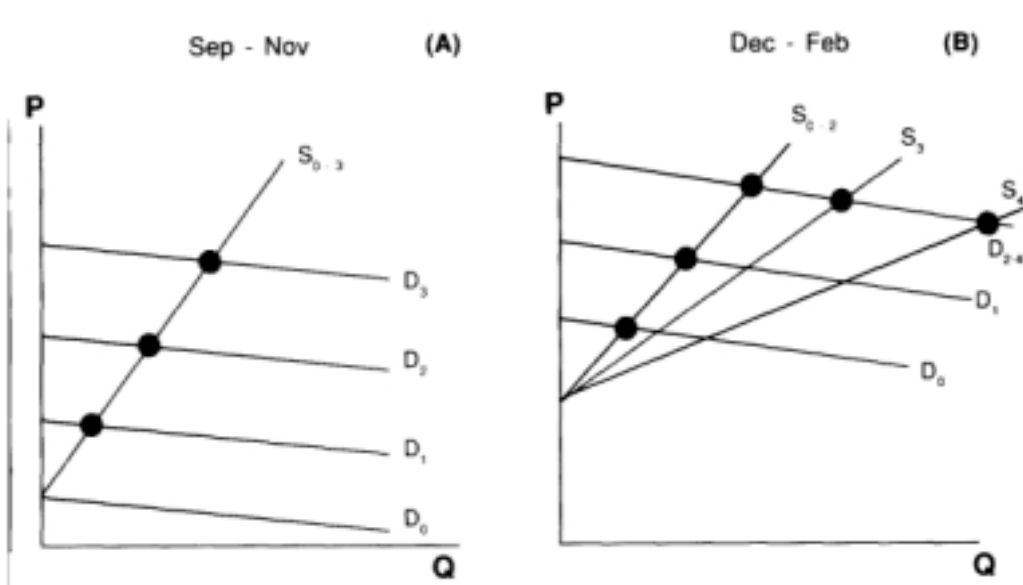 Sep - Nov (A)
P
S₀₋₃
D₃
D₂
D₁
D₀
Q
Dec - Feb (B)
P
S₀₋₂
S₃
S₄
D₂₋₄
D₁
D₀
Q